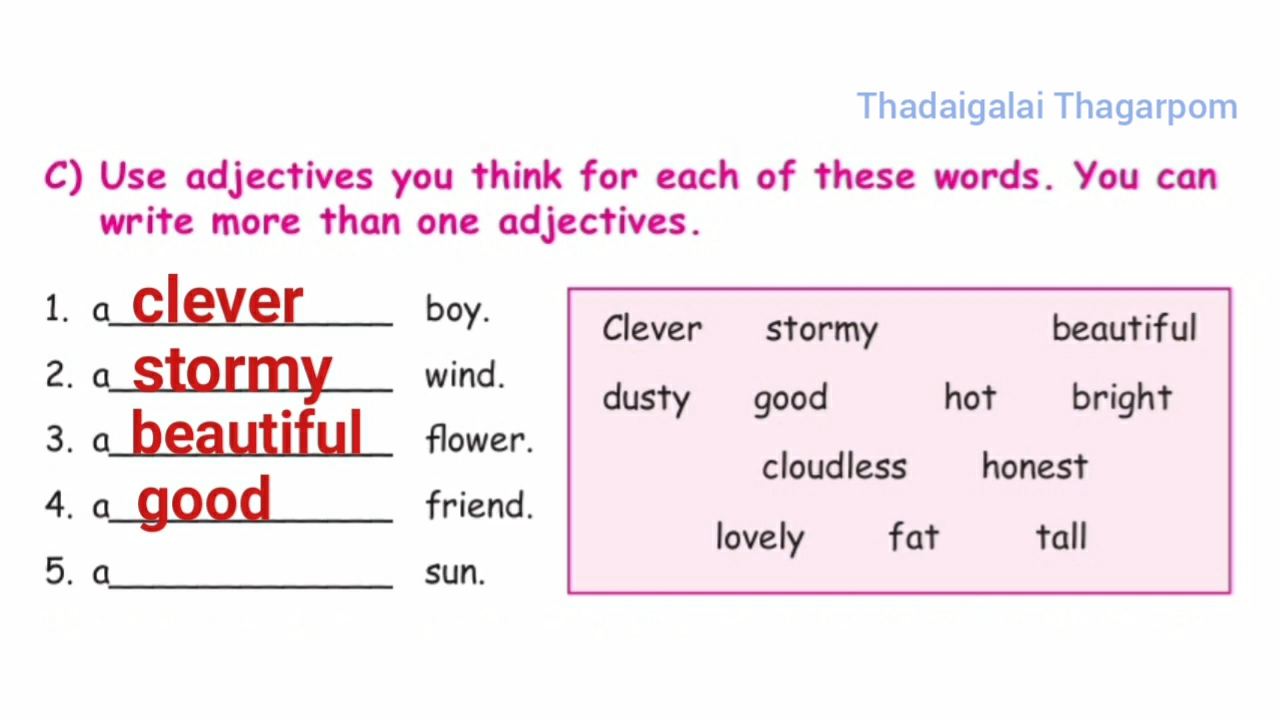 Thadaigalai Thagarpom
C) Use adjectives you think for each of these words. You can
write more than one adjectives.
1. a clever boy.
2. a stormy wind.
3. a beautiful flower.
4. a good friend.
5. a__________ sun.
Clever stormy beautiful
dusty good hot bright
cloudless honest
lovely fat tall